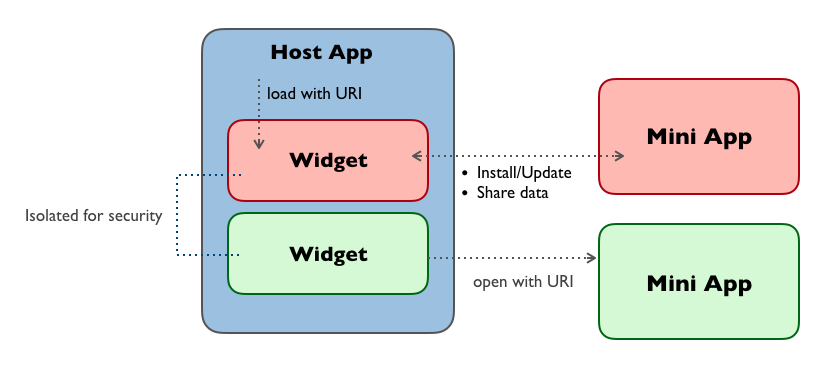 Host App
load with URI
Widget
Mini App
• Install/Update
• Share data
Isolated for security
Widget
open with URI
Mini App